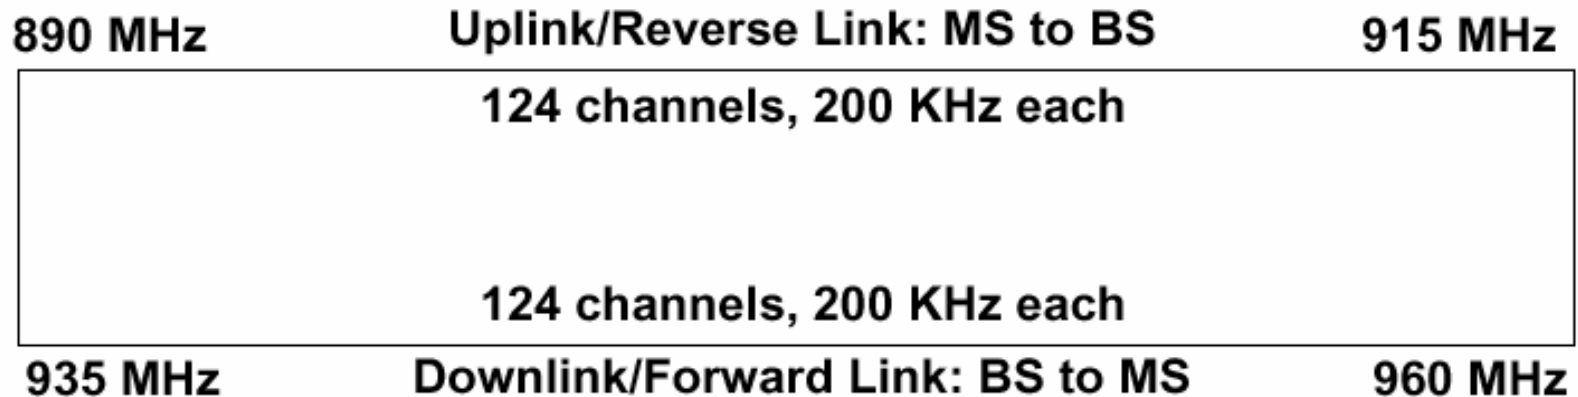 890 MHz Uplink/Reverse Link: MS to BS 915 MHz
124 channels, 200 KHz each
124 channels, 200 KHz each
935 MHz Downlink/Forward Link: BS to MS 960 MHz